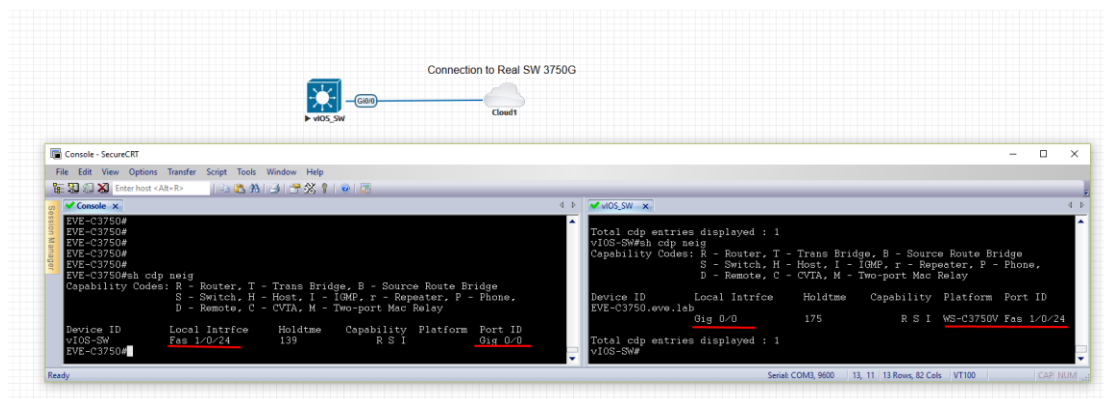 Connection to Real SW 3750G
Gi0/0
vIOS_SW
Cloud1
Console - SecureCRT
File Edit View Options Transfer Script Tools Window Help
Enter host <Alt+R>
Session Manager
Console
EVE-C3750#
EVE-C3750#
EVE-C3750#
EVE-C3750#
EVE-C3750#
EVE-C3750#sh cdp neig
Capability Codes: R - Router, T - Trans Bridge, B - Source Route Bridge
S - Switch, H - Host, I - IGMP, r - Repeater, P - Phone,
D - Remote, C - CVTA, M - Two-port Mac Relay
Device ID Local Intrfce Holdtme Capability Platform Port ID
vIOS-SW Fas 1/0/24 139 R S I Gig 0/0
EVE-C3750#
vIOS_SW
Total cdp entries displayed : 1
vIOS-SW#sh cdp neig
Capability Codes: R - Router, T - Trans Bridge, B - Source Route Bridge
S - Switch, H - Host, I - IGMP, r - Repeater, P - Phone,
D - Remote, C - CVTA, M - Two-port Mac Relay
Device ID Local Intrfce Holdtme Capability Platform Port ID
EVE-C3750.eve.lab
Gig 0/0 175 R S I WS-C3750V Fas 1/0/24
Total cdp entries displayed : 1
vIOS-SW#
Ready
Serial: COM3, 9600 13, 11 13 Rows, 82 Cols VT100 CAP NUM